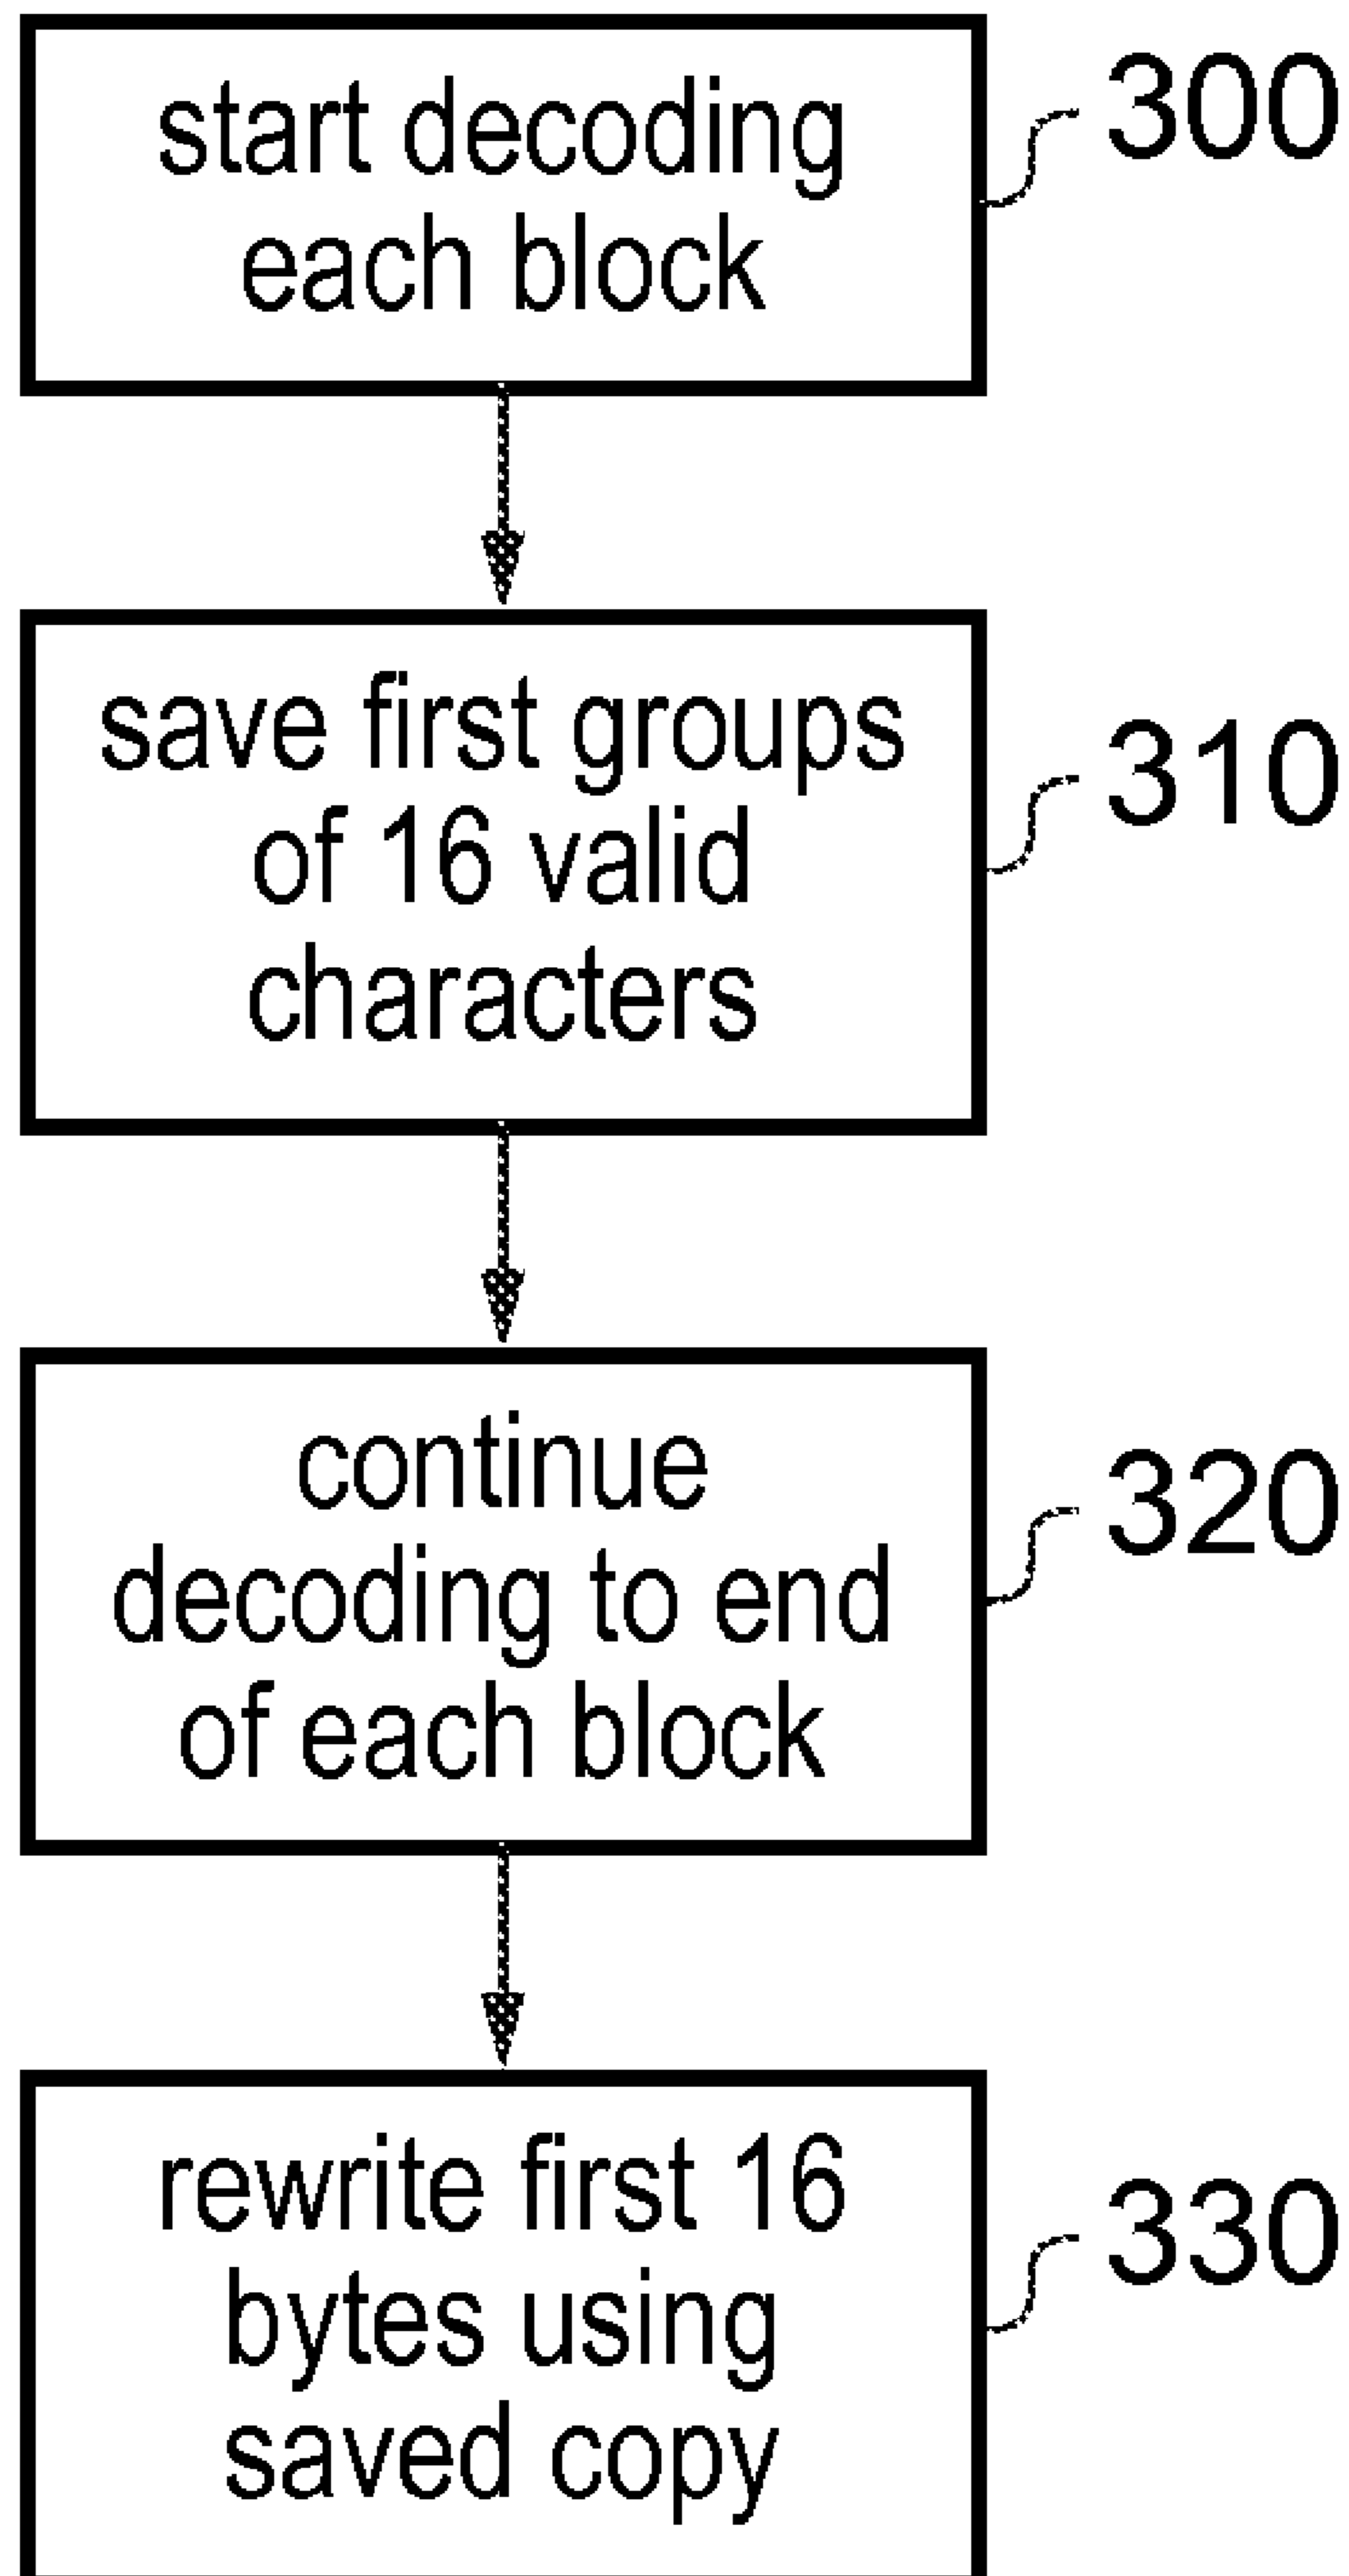 start decoding
each block
300
save first groups
of 16 valid
characters
310
continue
decoding to end
of each block
320
rewrite first 16
bytes using
saved copy
330